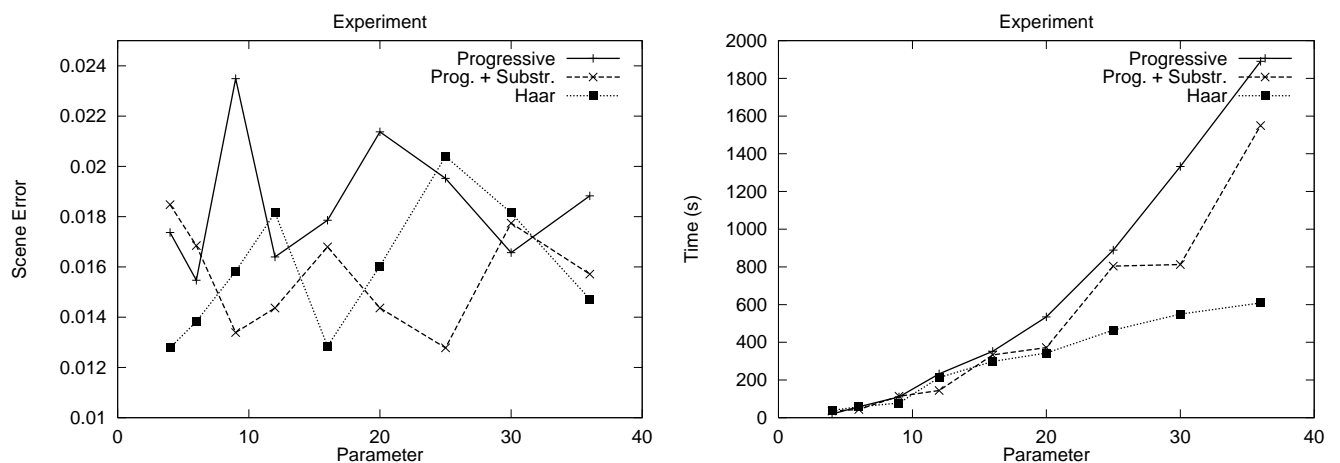 Experiment
Progressive
Prog. + Substr.
Haar
Scene Error
0.024
0.022
0.02
0.018
0.016
0.014
0.012
0.01
0 10 20 30 40
Parameter
Experiment
Progressive
Prog. + Substr.
Haar
Time (s)
2000
1800
1600
1400
1200
1000
800
600
400
200
0
0 10 20 30 40
Parameter